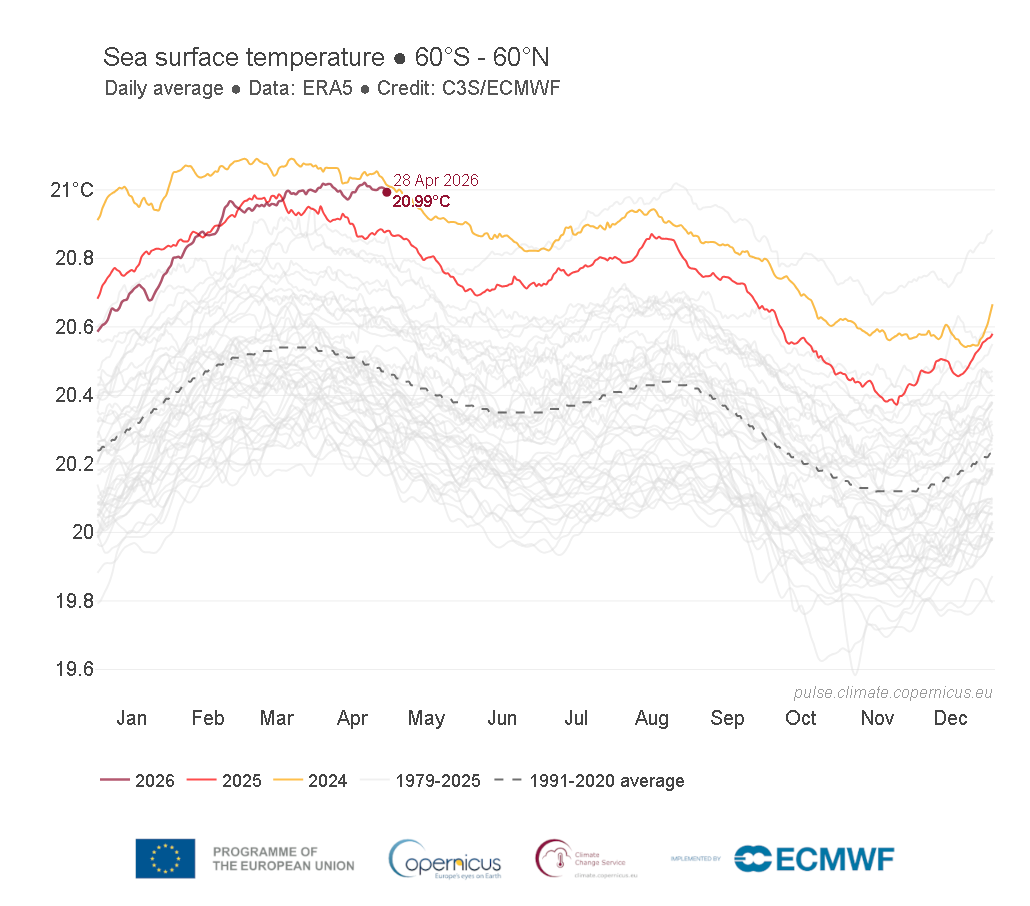 Sea surface temperature ● 60°S - 60°N
Daily average ● Data: ERA5 ● Credit: C3S/ECMWF
21°C
20.8
20.6
20.4
20.2
20
19.8
19.6
28 Apr 2026
20.99°C
pulse.climate.copernicus.eu
Jan Feb Mar Apr May Jun Jul Aug Sep Oct Nov Dec
2026 2025 2024 1979-2025 1991-2020 average
PROGRAMME OF
THE EUROPEAN UNION
opernicus
Europe's eyes on Earth
Climate
Change Service
climate.copernicus.eu
IMPLEMENTED BY
ECMWF